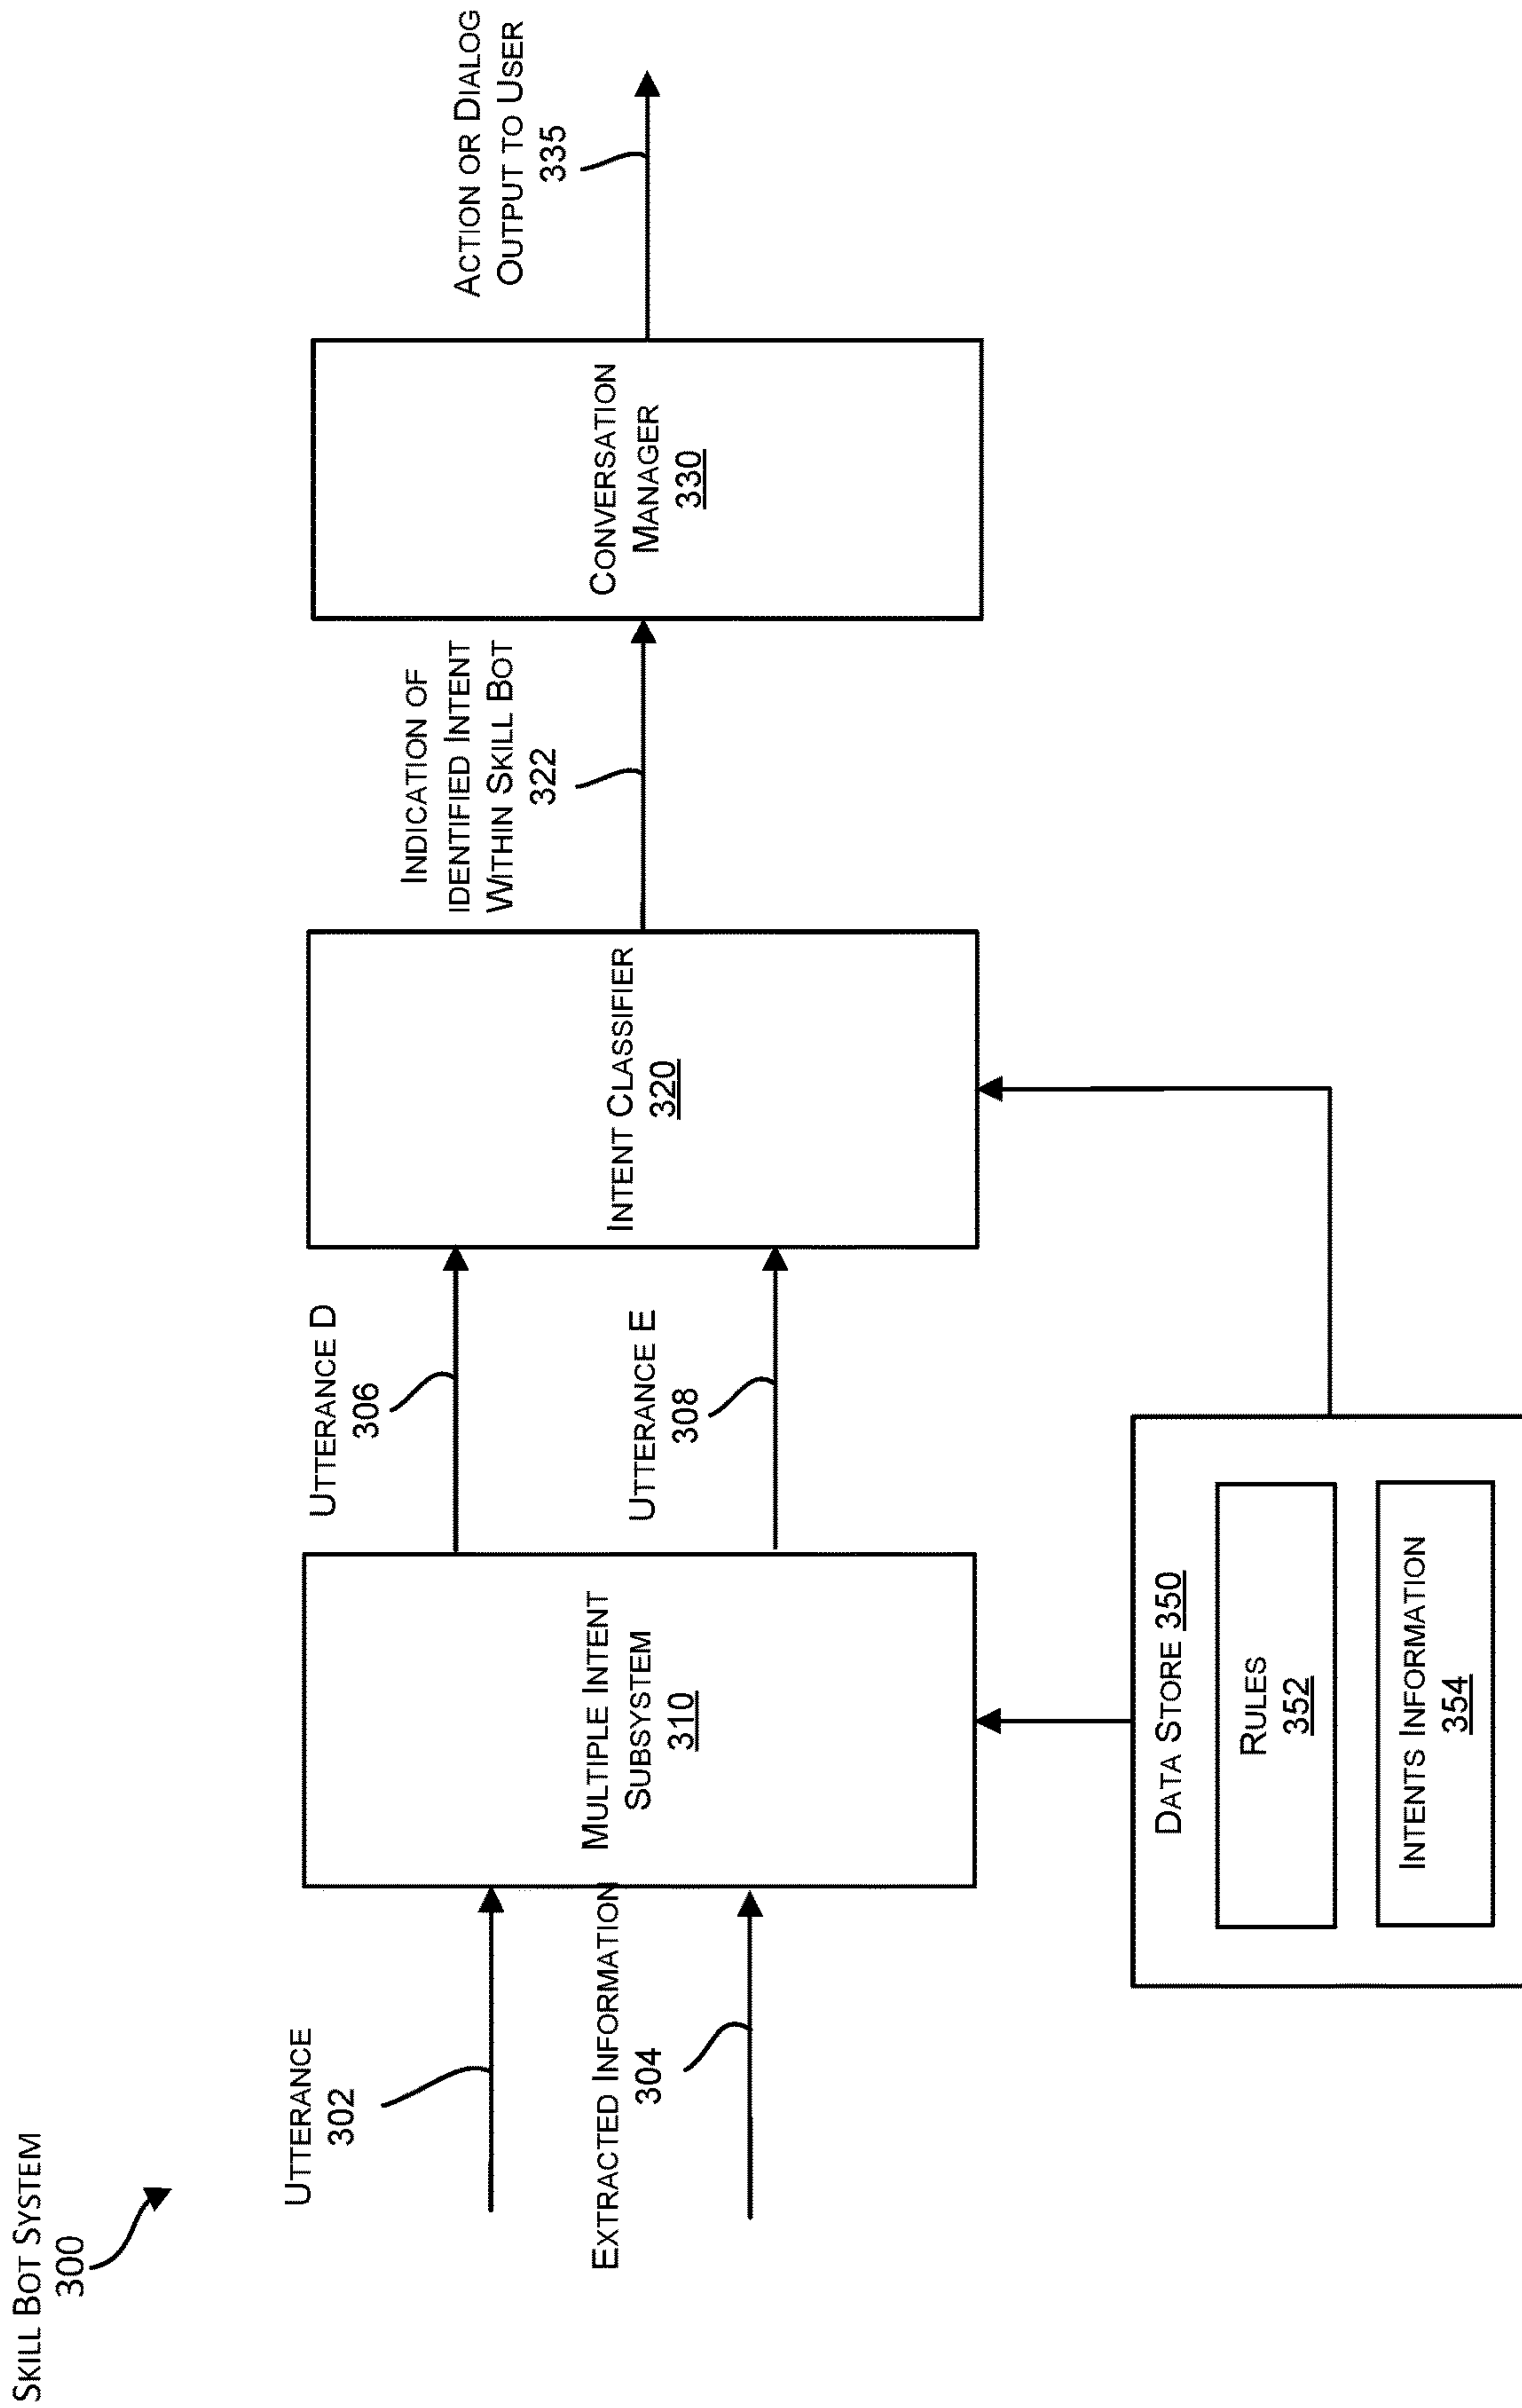 SKILL BOT SYSTEM
300
UTTERANCE
302
EXTRACTED INFORMATION
304
MULTIPLE INTENT
SUBSYSTEM
310
UTTERANCE D
306
UTTERANCE E
308
INTENT CLASSIFIER
320
INDICATION OF
IDENTIFIED INTENT
WITHIN SKILL BOT
322
CONVERSATION
MANAGER
330
ACTION OR DIALOG
OUTPUT TO USER
335
DATA STORE 350
RULES
352
INTENTS INFORMATION
354